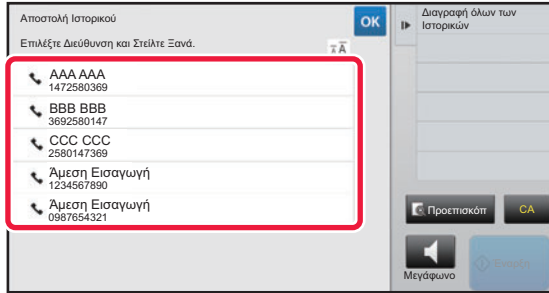 Αποστολή Ιστορικού
OK
Επιλέξτε Διεύθυνση και Στείλτε Ξανά.
AAA AAA
1472580369
BBB BBB
3692580147
CCC CCC
2580147369
Άμεση Εισαγωγή
1234567890
Άμεση Εισαγωγή
0987654321
Διαγραφή όλων των
Ιστορικών
Προεπισκόπ
CA
Μεγάφωνο
Έναρξη